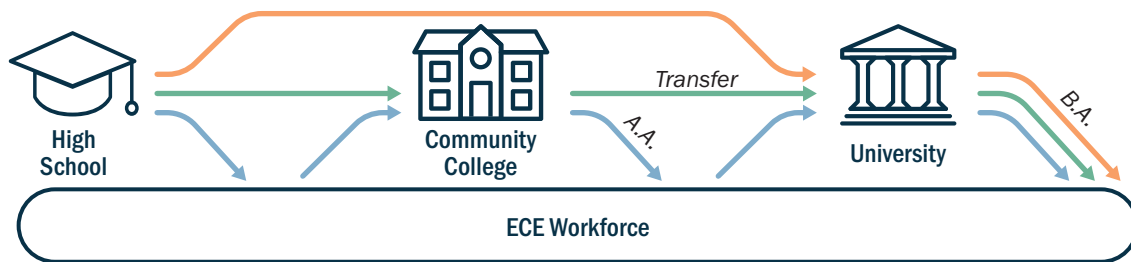 Transfer
A.A.
B.A.
High
School
Community
College
University
ECE Workforce